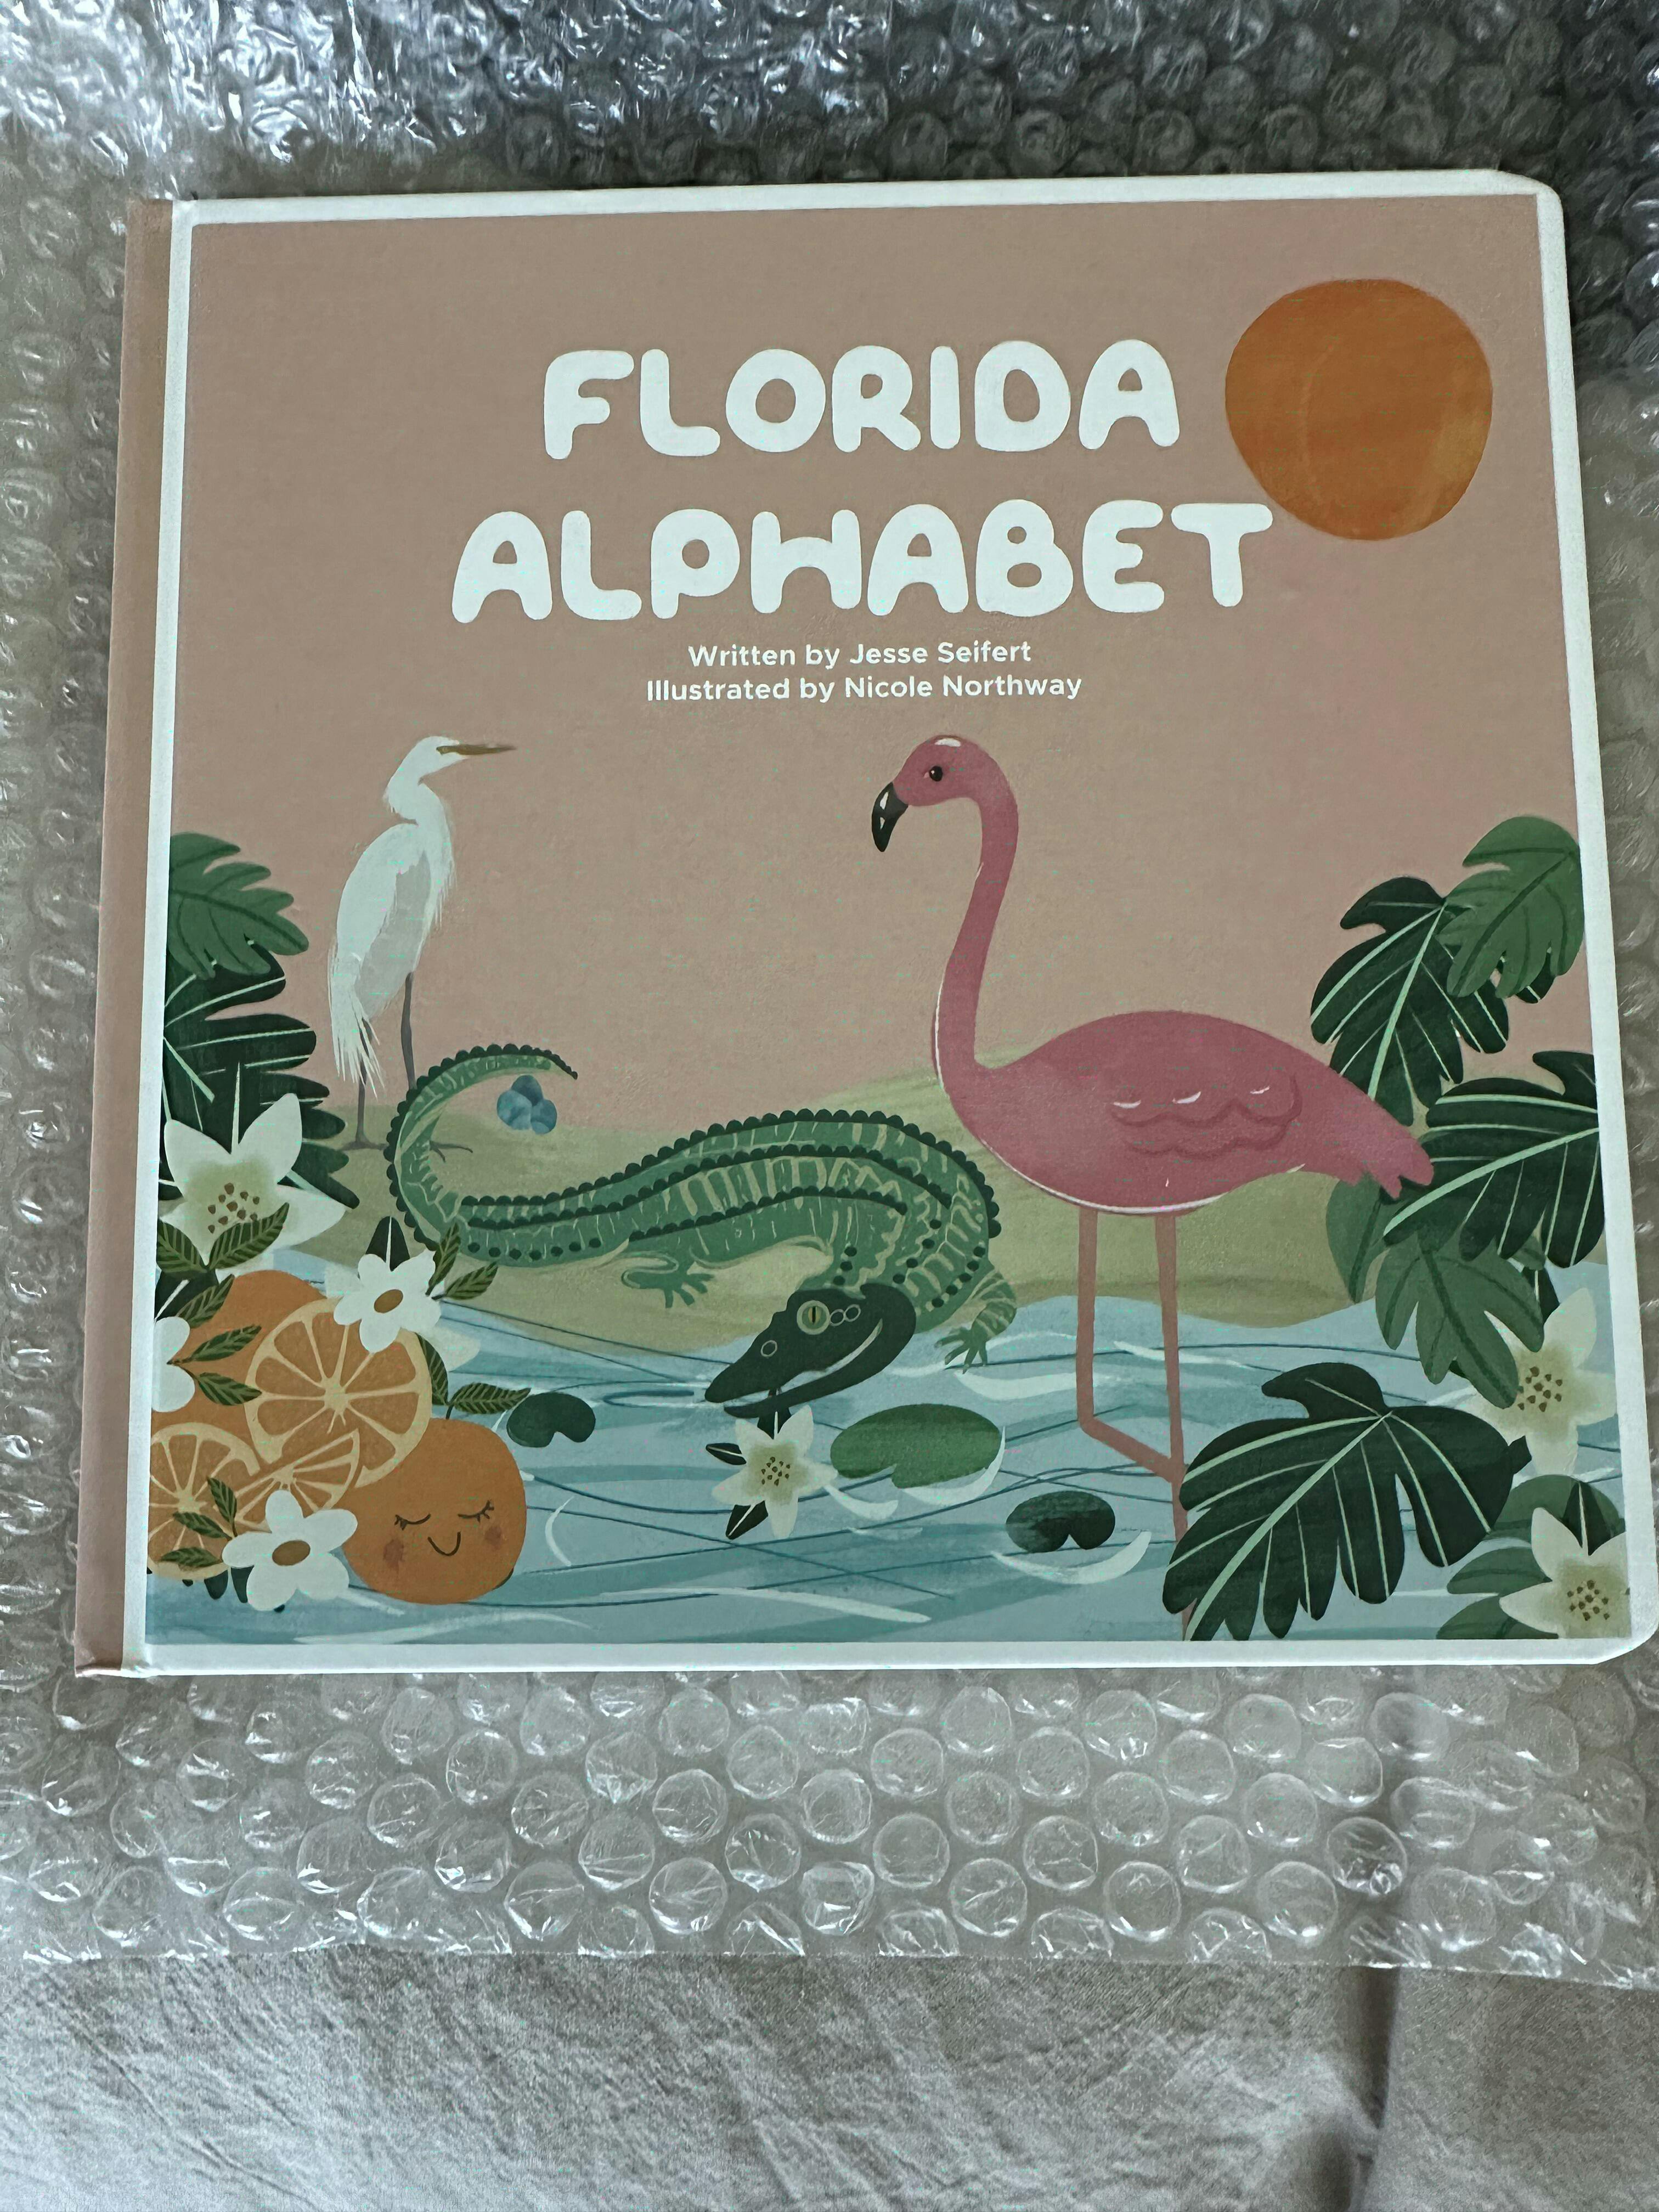 FLORIDA
ALPHABET
Written by Jesse Seifert
Illustrated by Nicole Northway